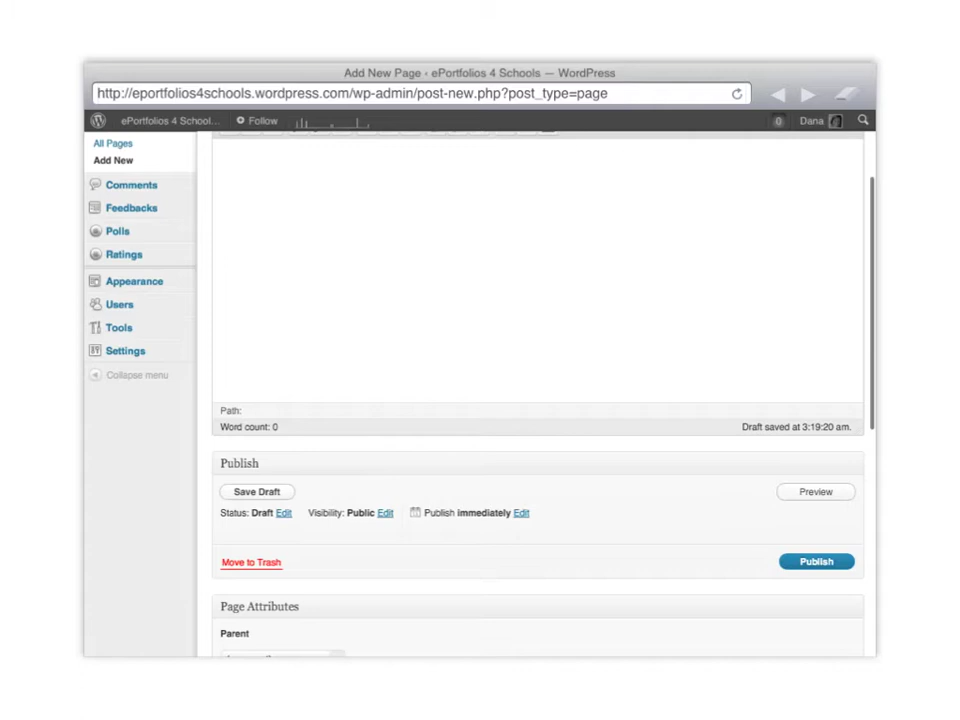 Add New Page ‹ ePortfolios 4 Schools — WordPress
http://eportfolios4schools.wordpress.com/wp-admin/post-new.php?post_type=page
ePortfolios 4 School... Follow 0 Dana
All Pages
Add New
Comments
Feedbacks
Polls
Ratings
Appearance
Users
Tools
Settings
Collapse menu
Path:
Word count: 0 Draft saved at 3:19:20 am.
Publish
Save Draft Preview
Status: Draft Edit Visibility: Public Edit Publish immediately Edit
Move to Trash Publish
Page Attributes
Parent